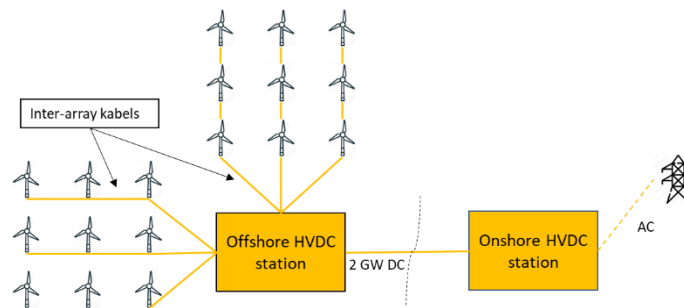 Inter-array kabels
Offshore HVDC
station
2 GW DC
Onshore HVDC
station
AC